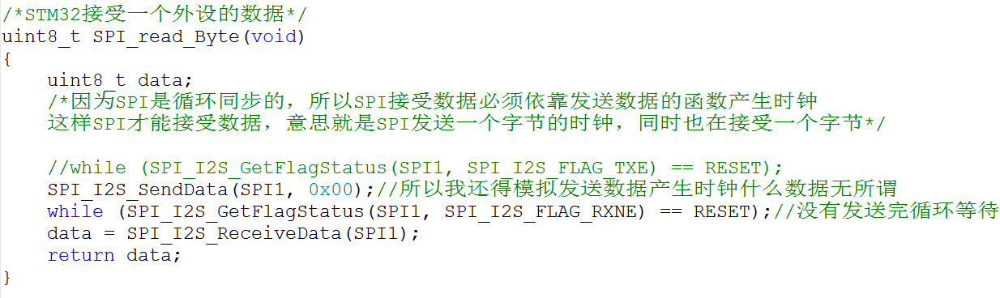 /*STM32接受一个外设的数据*/
uint8_t SPI_read_Byte(void)
{
    uint8_t data;
    /*因为SPI是循环同步的，所以SPI接受数据必须依靠发送数据的函数产生时钟
    这样SPI才能接受数据，意思就是SPI发送一个字节的时钟，同时也在接受一个字节*/
    //while (SPI_I2S_GetFlagStatus(SPI1, SPI_I2S_FLAG_TXE) == RESET);
    SPI_I2S_SendData(SPI1, 0x00);//所以我还得模拟发送数据产生时钟什么数据无所谓
    while (SPI_I2S_GetFlagStatus(SPI1, SPI_I2S_FLAG_RXNE) == RESET);//没有发送完循环等待
    data = SPI_I2S_ReceiveData(SPI1);
    return data;
}